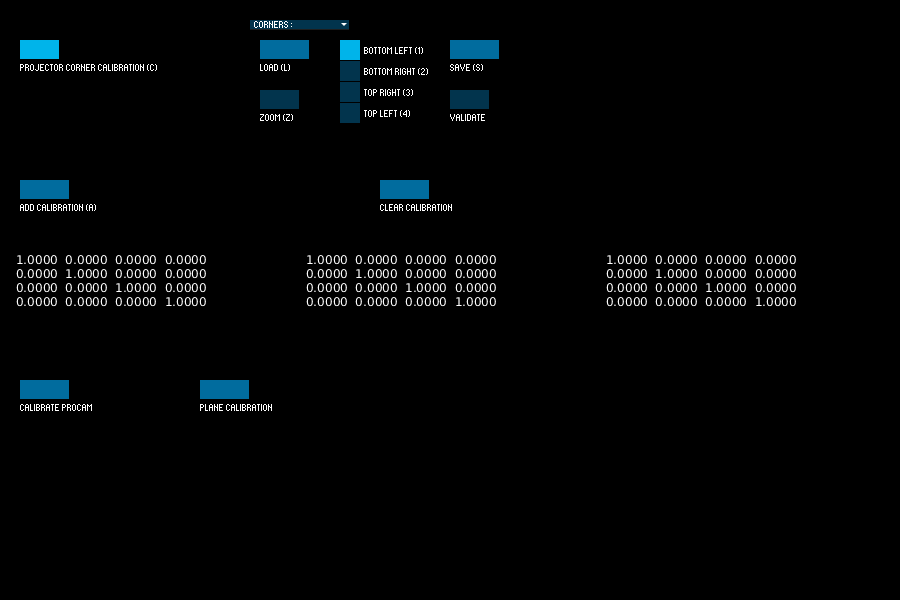 CORNERS:
PROJECTOR CORNER CALIBRATION (C)
LOAD (L)
BOTTOM LEFT (1)
BOTTOM RIGHT (2)
TOP RIGHT (3)
TOP LEFT (4)
SAVE (S)
ZOOM (Z)
VALIDATE
ADD CALIBRATION (A)
CLEAR CALIBRATION
1.0000 0.0000 0.0000 0.0000
0.0000 1.0000 0.0000 0.0000
0.0000 0.0000 1.0000 0.0000
0.0000 0.0000 0.0000 1.0000
1.0000 0.0000 0.0000 0.0000
0.0000 1.0000 0.0000 0.0000
0.0000 0.0000 1.0000 0.0000
0.0000 0.0000 0.0000 1.0000
1.0000 0.0000 0.0000 0.0000
0.0000 1.0000 0.0000 0.0000
0.0000 0.0000 1.0000 0.0000
0.0000 0.0000 0.0000 1.0000
CALIBRATE PROCAM
PLANE CALIBRATION